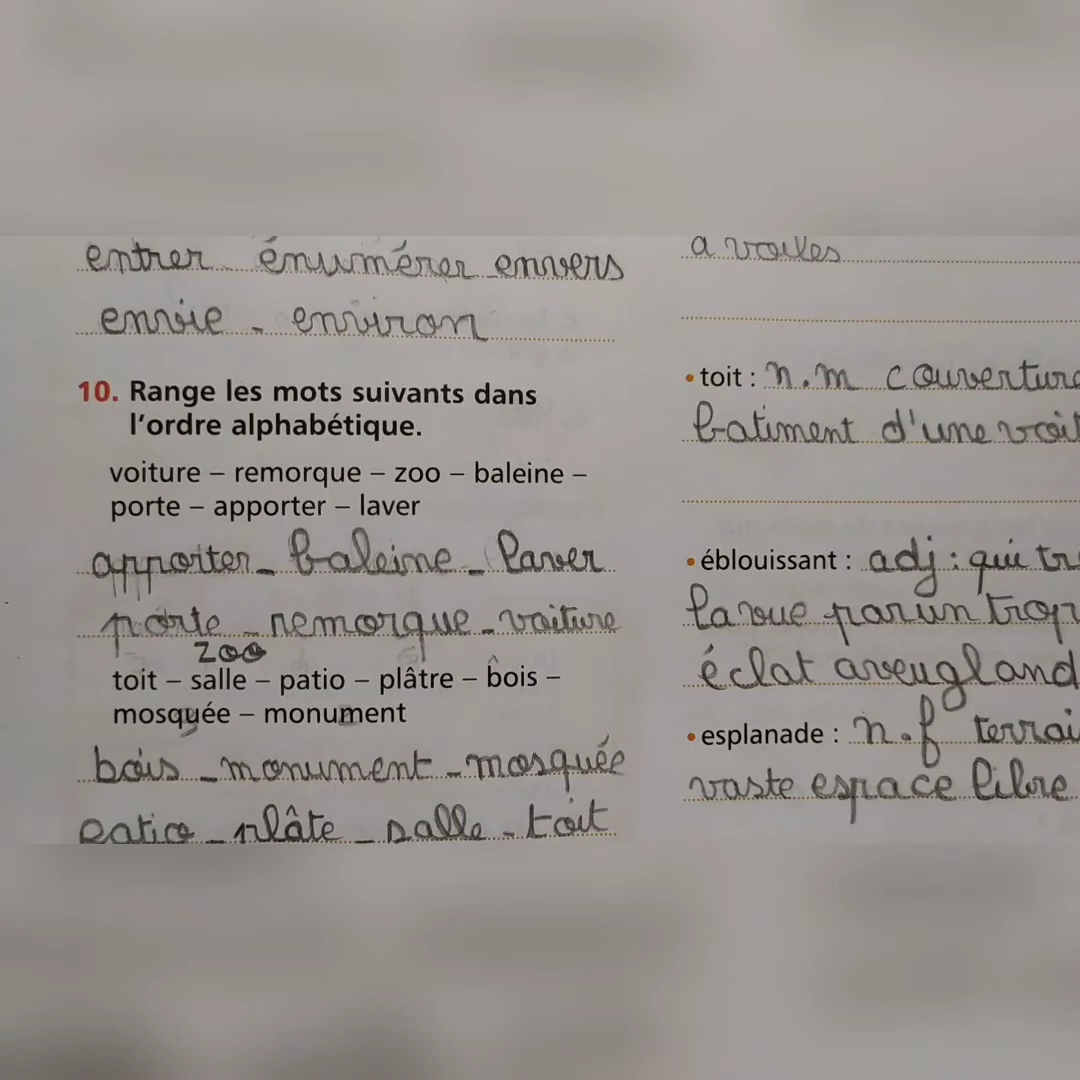 entrer énumérer envers
envie - environ
10. Range les mots suivants dans
l'ordre alphabétique.
voiture – remorque – zoo – baleine –
porte – apporter – laver
apporter - baleine - laver
porte - remorque - voiture
zoo
toit – salle – patio – plâtre – bois –
mosquée – monument
bois - monument - mosquée
patio - plâte - salle - toit
a voiles
• toit : n.m couverture
batiment d'une voit
• éblouissant : adj : qui tr
la vue par un trop
éclat aveugland
• esplanade : n.f terrai
vaste espace libre